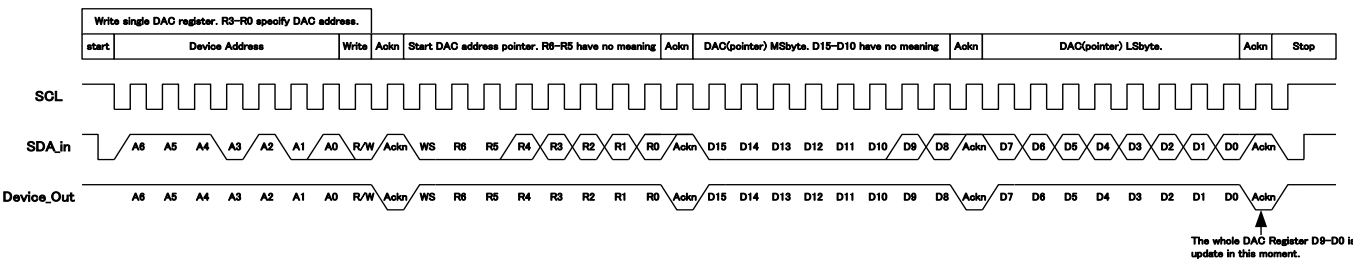 Write single DAC register. R3-R0 specify DAC address.
start Device Address Write Ackn Start DAC address pointer. R6-R5 have no meaning Ackn DAC(pointer) MSbyte. D15-D10 have no meaning Ackn DAC(pointer) LSbyte. Ackn Stop
SCL
SDA_in A6 A5 A4 A3 A2 A1 A0 R/W Ackn WS R6 R5 R4 R3 R2 R1 R0 Ackn D15 D14 D13 D12 D11 D10 D9 D8 Ackn D7 D6 D5 D4 D3 D2 D1 D0 Ackn
Device_Out A6 A5 A4 A3 A2 A1 A0 R/W Ackn WS R6 R5 R4 R3 R2 R1 R0 Ackn D15 D14 D13 D12 D11 D10 D9 D8 Ackn D7 D6 D5 D4 D3 D2 D1 D0 Ackn
The whole DAC Register D9-D0 is
update in this moment.